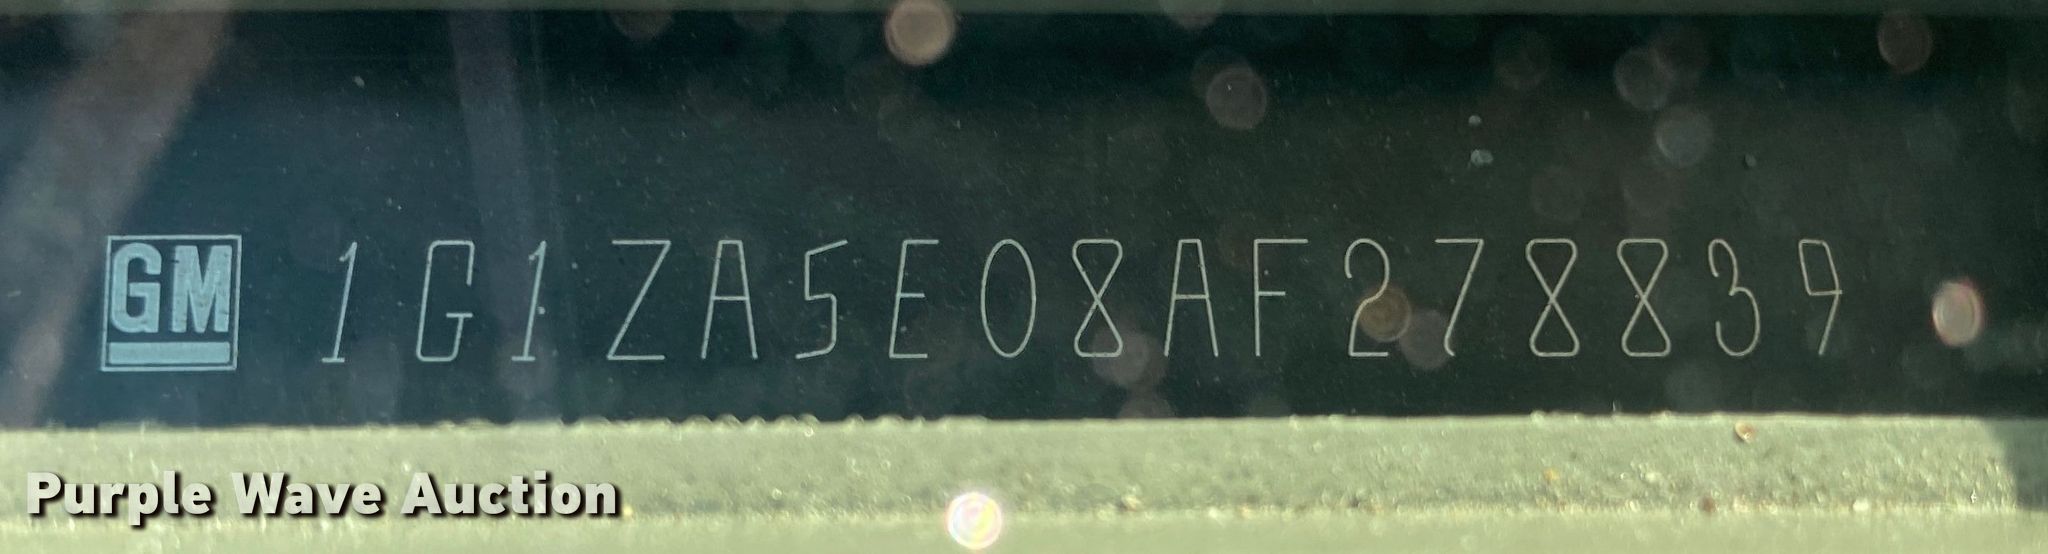 GM 1G1ZA5E08AF278839
Purple Wave Auction